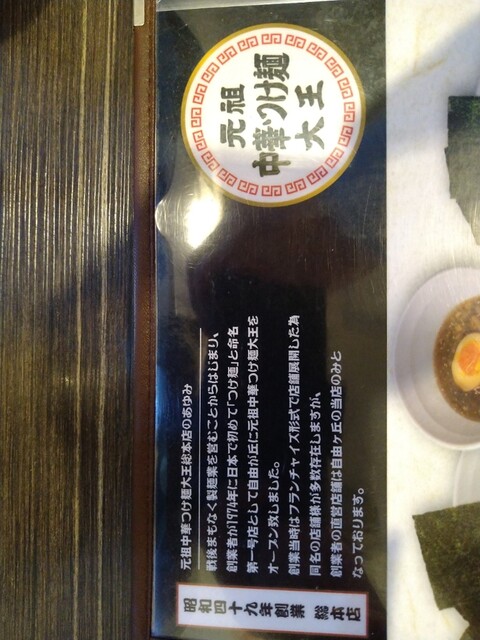 元祖
中華つけ麺
大王
元祖中華つけ麺大王総本店のあゆみ
戦後まもなく製麺業を営むことからはじまり、
創業者が1974年に日本で初めて「つけ麺」と命名
第一号店として自由が丘に元祖中華つけ麺大王を
オープン致しました。
創業当時はフランチャイズ形式で店舗展開した為
同名の店舗様が多数存在しますが、
創業者の直営店舗は自由ヶ丘の当店のみと
なっております。
昭和四十九年創業 総本店